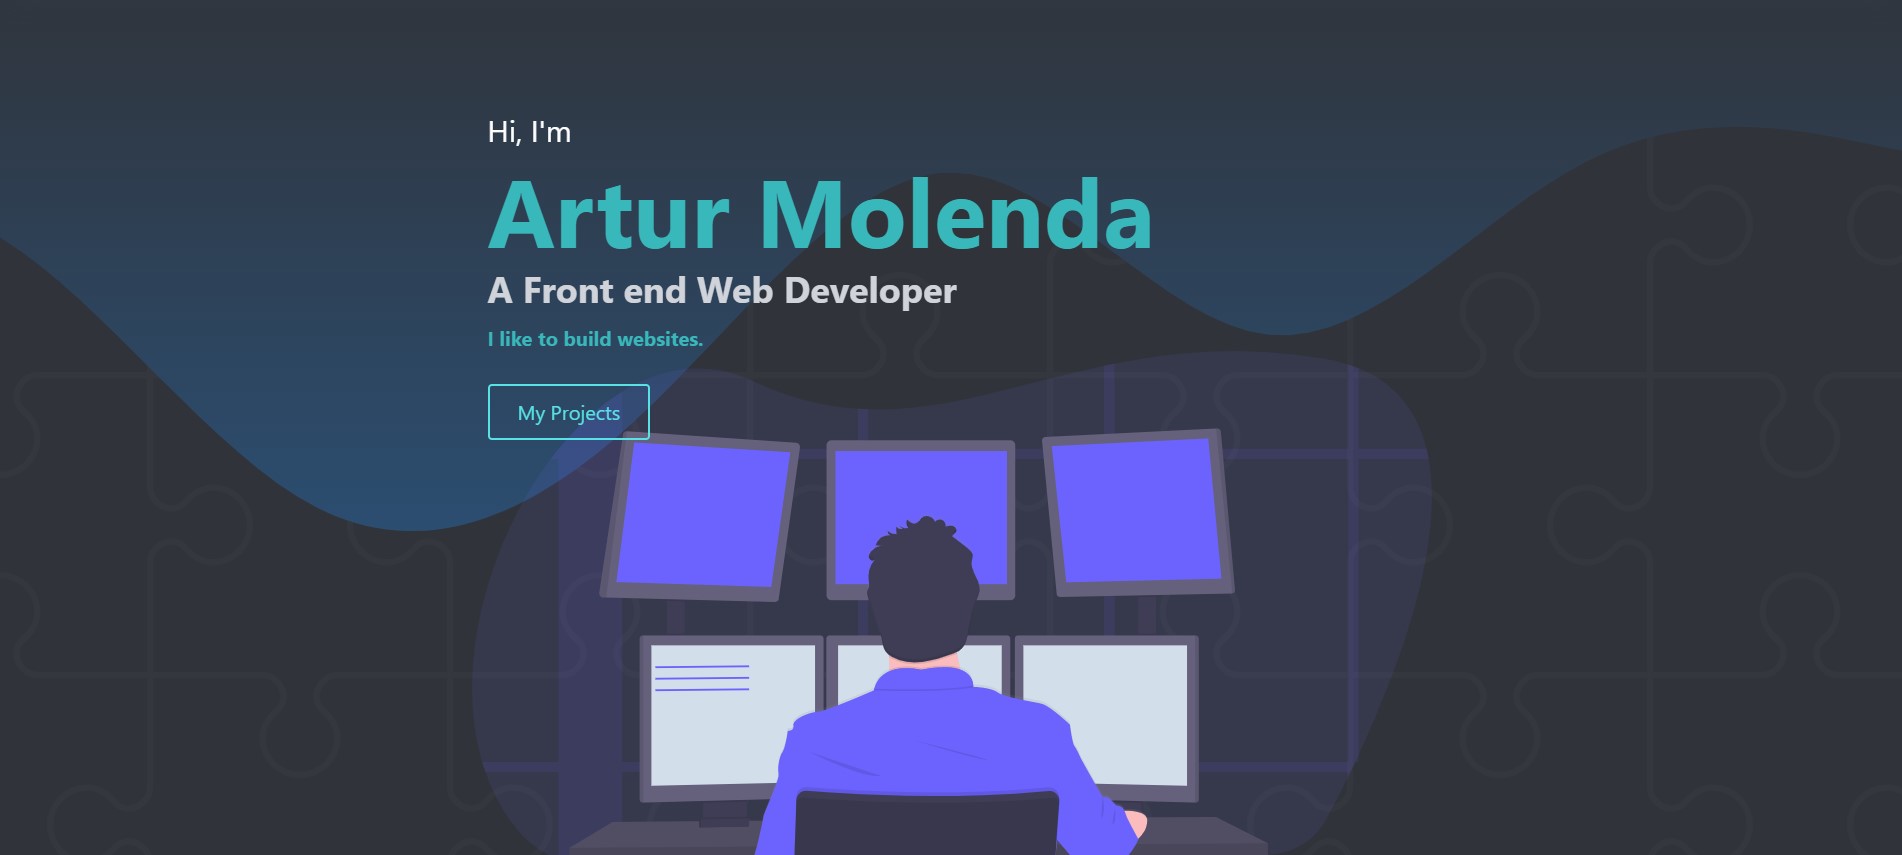 Hi, I'm
Artur Molenda
A Front end Web Developer
I like to build websites.
My Projects